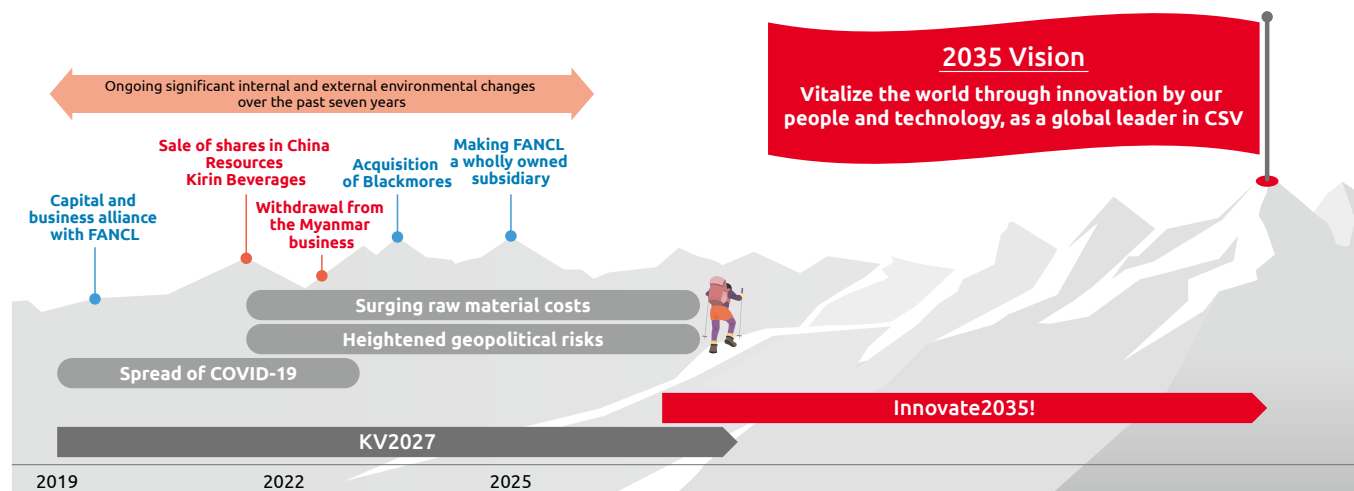 2035 Vision
Vitalize the world through innovation by our
people and technology, as a global leader in CSV
Ongoing significant internal and external environmental changes
over the past seven years
Capital and
business alliance
with FANCL
Sale of shares in China
Resources
Kirin Beverages
Withdrawal from
the Myanmar
business
Acquisition
of Blackmores
Making FANCL
a wholly owned
subsidiary
Surging raw material costs
Heightened geopolitical risks
Spread of COVID-19
Innovate2035!
KV2027
2019
2022
2025